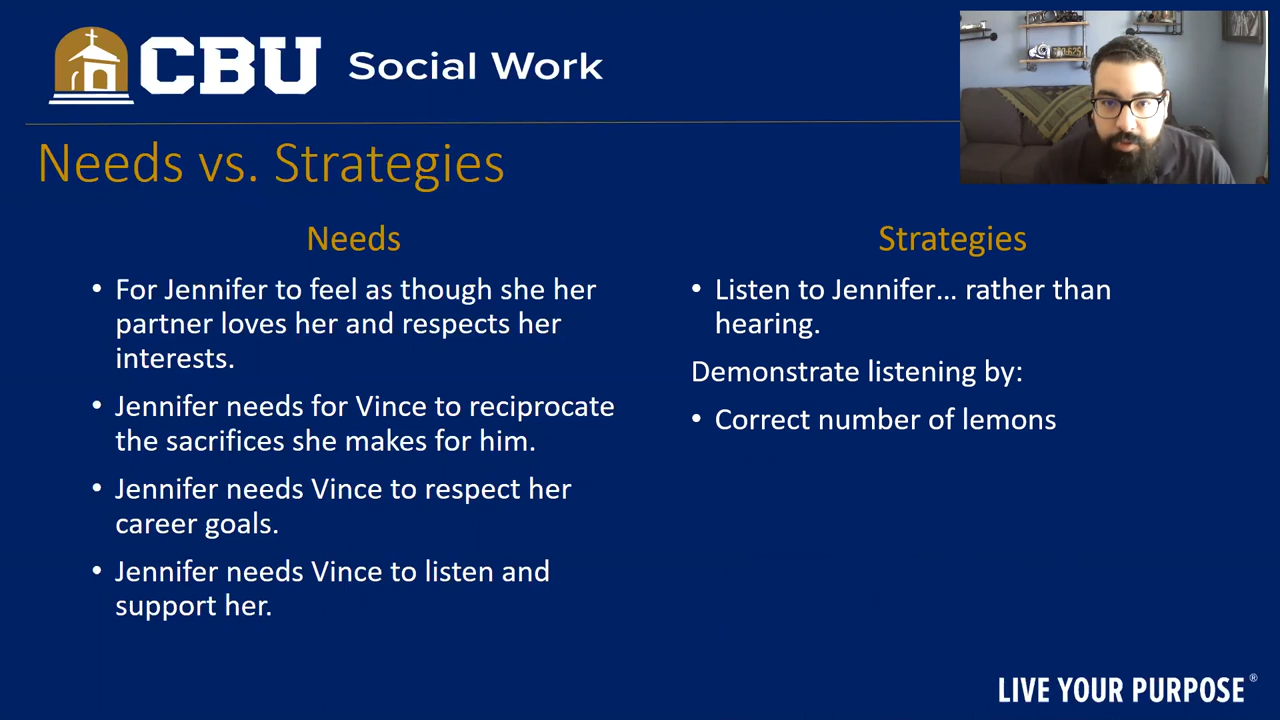 CBU Social Work
Needs vs. Strategies
Needs
• For Jennifer to feel as though she her
partner loves her and respects her
interests.
• Jennifer needs for Vince to reciprocate
the sacrifices she makes for him.
• Jennifer needs Vince to respect her
career goals.
• Jennifer needs Vince to listen and
support her.
Strategies
• Listen to Jennifer… rather than
hearing.
Demonstrate listening by:
• Correct number of lemons
LIVE YOUR PURPOSE®